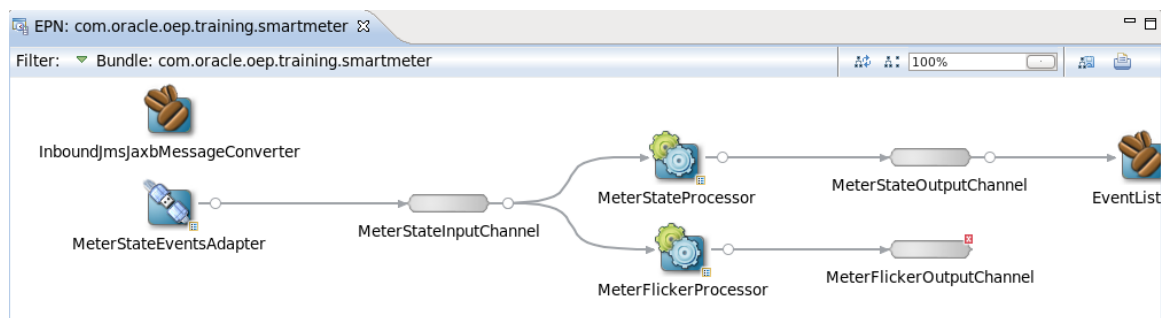 EPN: com.oracle.oep.training.smartmeter
Filter: Bundle: com.oracle.oep.training.smartmeter 100%
InboundJmsJaxbMessageConverter
MeterStateEventsAdapter
MeterStateInputChannel
MeterStateProcessor
MeterStateOutputChannel
EventList
MeterFlickerProcessor
MeterFlickerOutputChannel